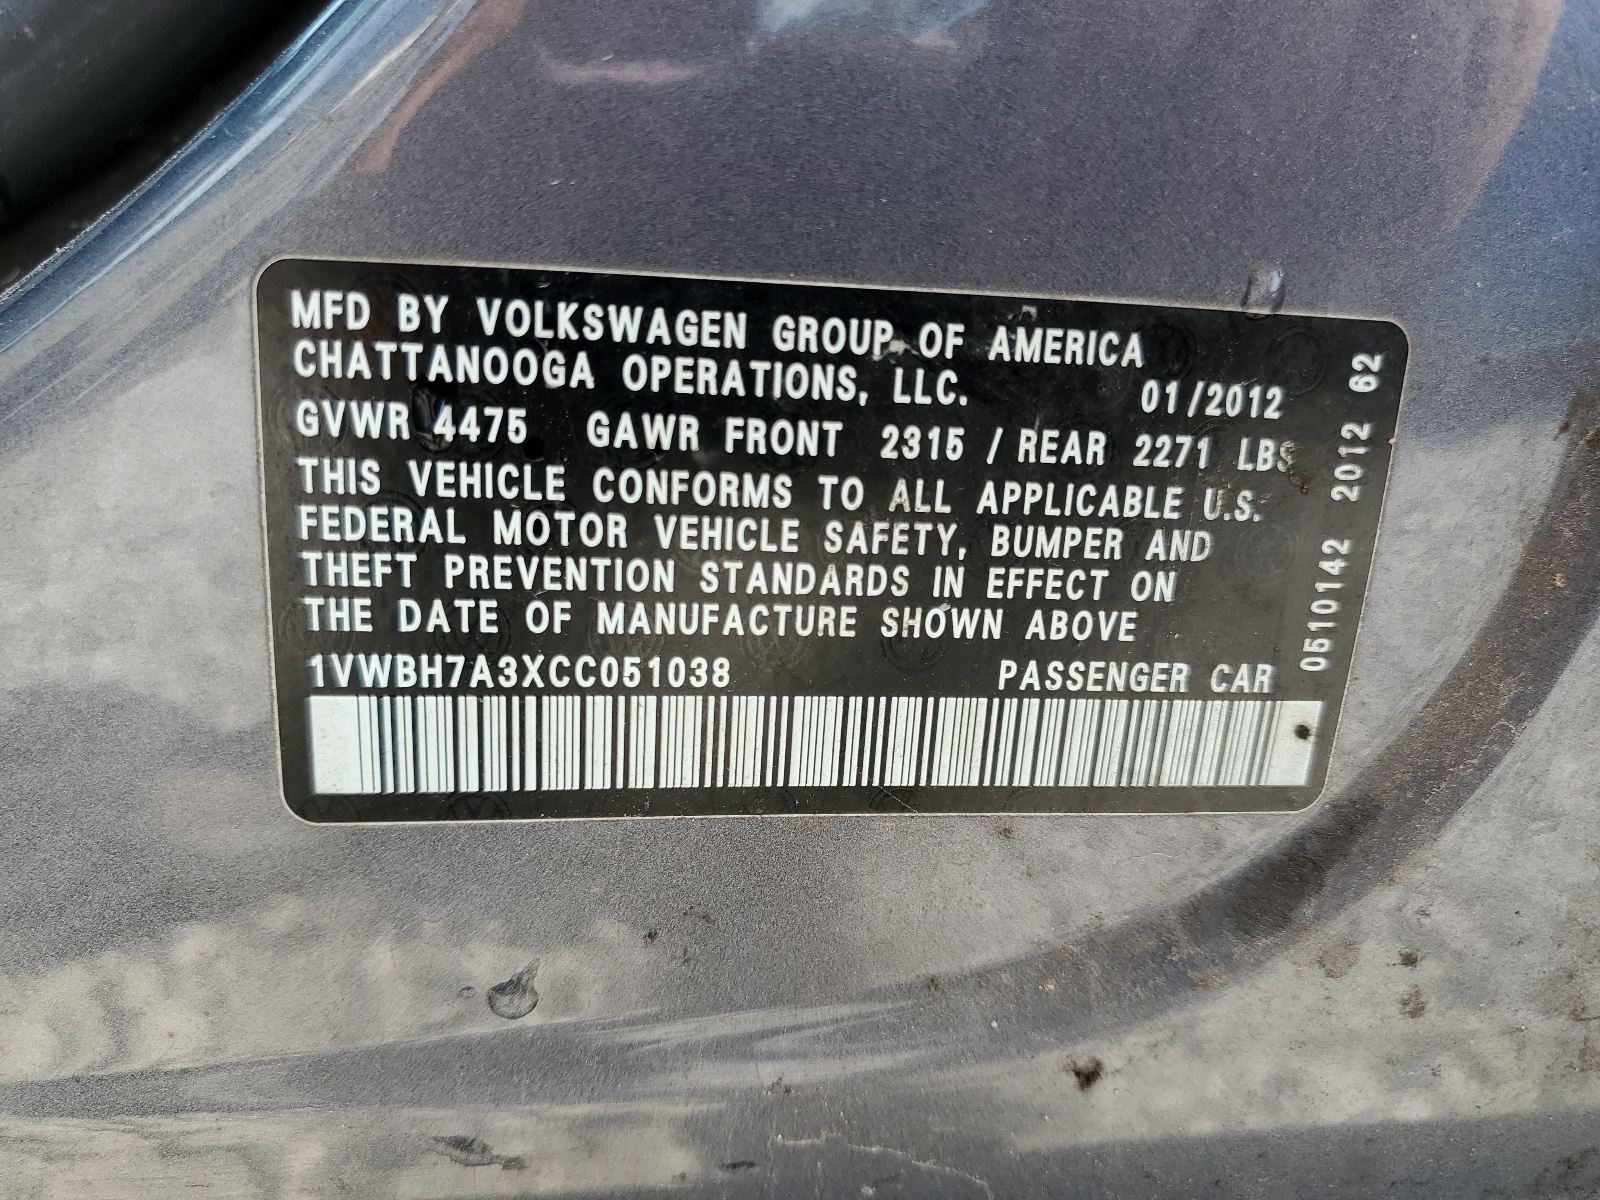 MFD BY VOLKSWAGEN GROUP OF AMERICA
CHATTANOOGA OPERATIONS, LLC. 01/2012
GVWR 4475 GAWR FRONT 2315 / REAR 2271 LBS
THIS VEHICLE CONFORMS TO ALL APPLICABLE U.S.
FEDERAL MOTOR VEHICLE SAFETY, BUMPER AND
THEFT PREVENTION STANDARDS IN EFFECT ON
THE DATE OF MANUFACTURE SHOWN ABOVE
1VWBH7A3XCC051038 PASSENGER CAR
0510142 2012 62